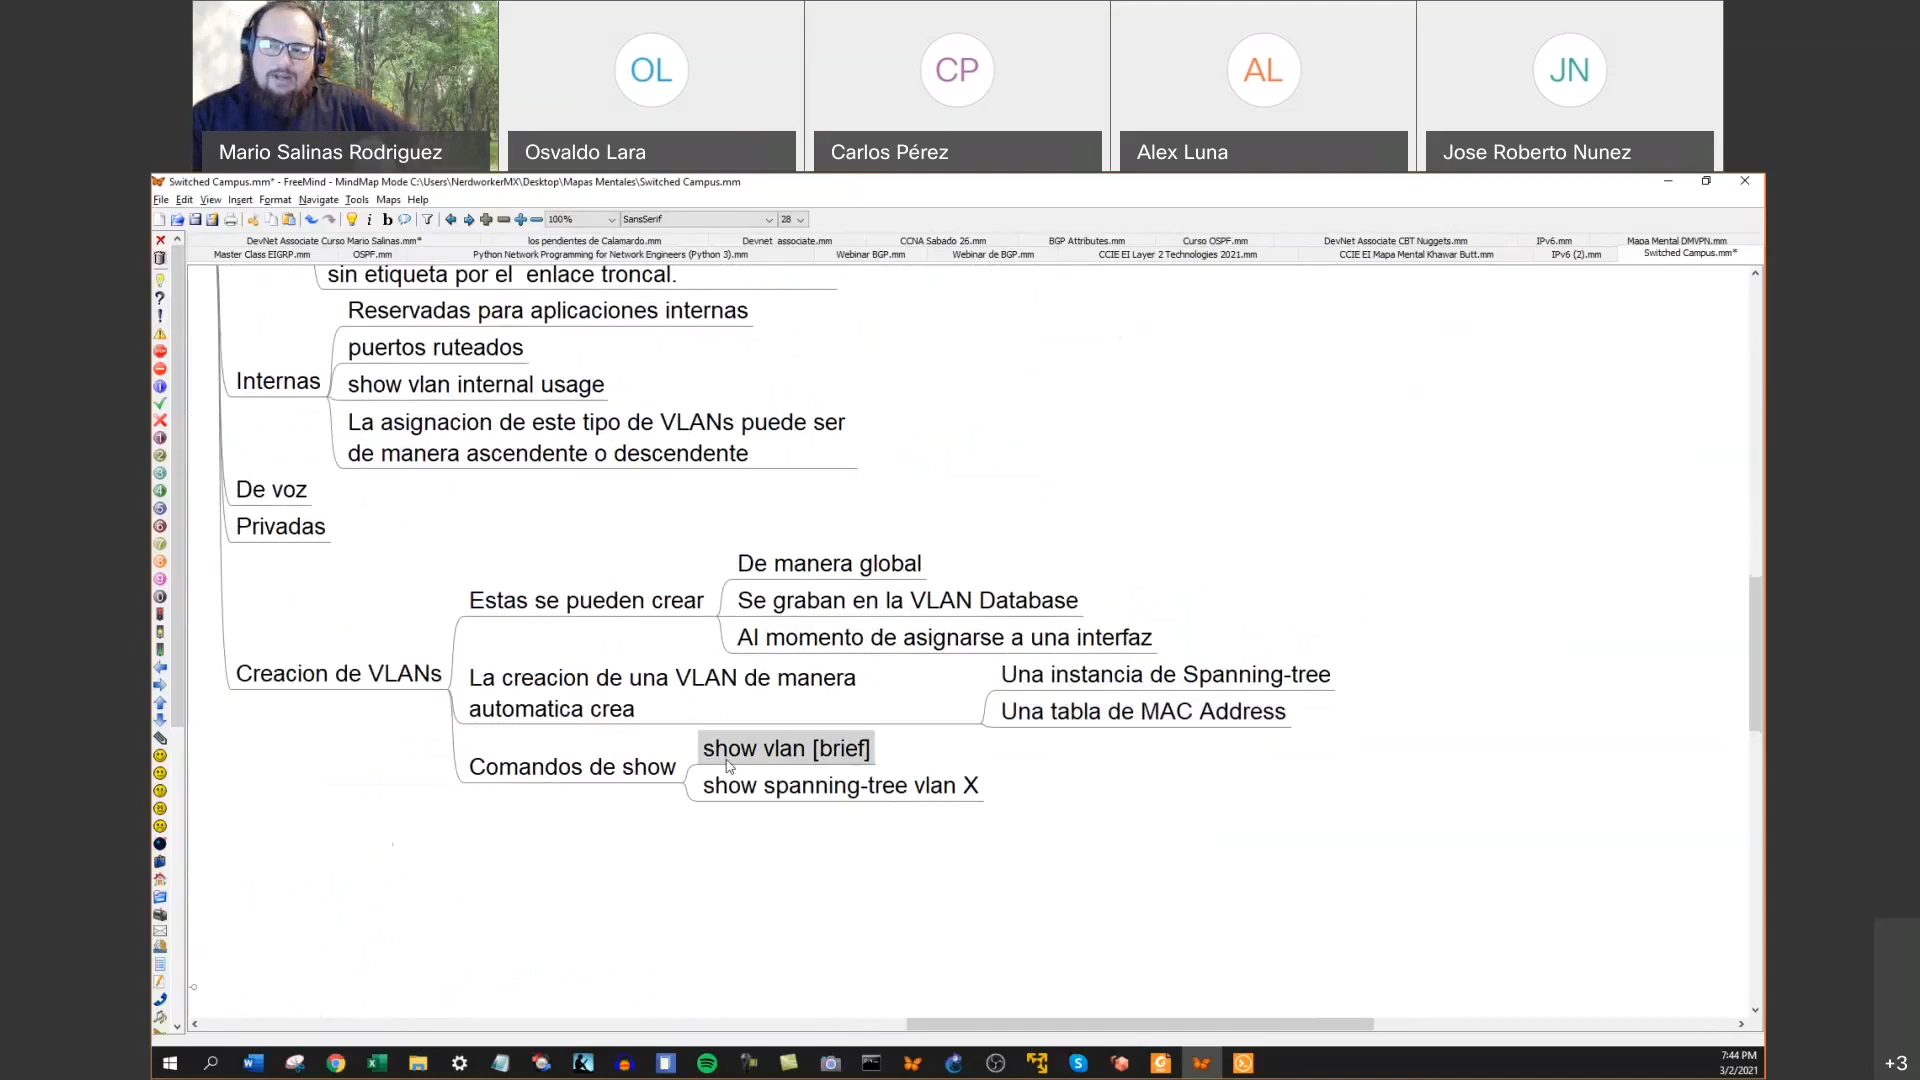 OL
CP
AL
JN
Mario Salinas Rodriguez
Osvaldo Lara
Carlos Pérez
Alex Luna
Jose Roberto Nunez
Switched Campus.mm* - FreeMind - MindMap Mode C:\Users\NerdworkerMX\Desktop\Mapas Mentales\Switched Campus.mm
File Edit View Insert Format Navigate Tools Maps Help
100% SansSerif 28
DevNet Associate Curso Mario Salinas.mm* los pendientes de Calamardo.mm Devnet associate.mm CCNA Sabado 26.mm BGP Attributes.mm Curso OSPF.mm DevNet Associate CBT Nuggets.mm IPv6.mm Mapa Mental DMVPN.mm
Master Class EIGRP.mm OSPF.mm Python Network Programming for Network Engineers (Python 3).mm Webinar BGP.mm Webinar de BGP.mm CCIE EI Layer 2 Technologies 2021.mm CCIE EI Mapa Mental Khawar Butt.mm IPv6 (2).mm Switched Campus.mm*
sin etiqueta por el enlace troncal.
Internas
Reservadas para aplicaciones internas
puertos ruteados
show vlan internal usage
La asignacion de este tipo de VLANs puede ser
de manera ascendente o descendente
De voz
Privadas
Creacion de VLANs
Estas se pueden crear
De manera global
Se graban en la VLAN Database
Al momento de asignarse a una interfaz
La creacion de una VLAN de manera
automatica crea
Una instancia de Spanning-tree
Una tabla de MAC Address
Comandos de show
show vlan [brief]
show spanning-tree vlan X
7:44 PM
3/2/2021
+3